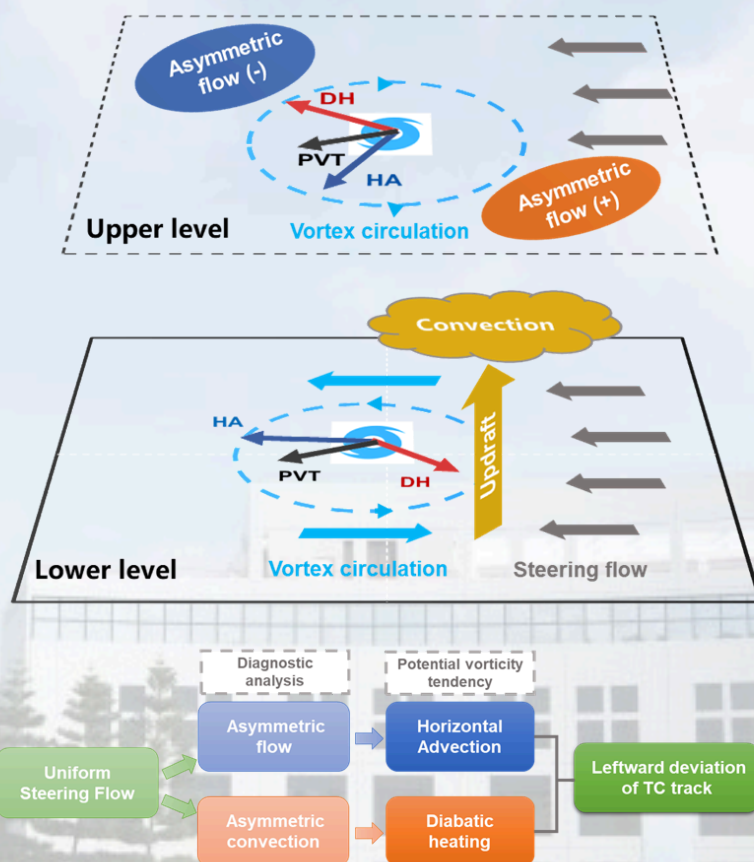 Asymmetric
flow (-)
DH
PVT
HA
Asymmetric
flow (+)
Upper level
Vortex circulation
Convection
HA
PVT
DH
Updraft
Lower level
Vortex circulation
Steering flow
Diagnostic
analysis
Potential vorticity
tendency
Asymmetric
flow
Horizontal
Advection
Uniform
Steering Flow
Leftward deviation
of TC track
Asymmetric
convection
Diabatic
heating